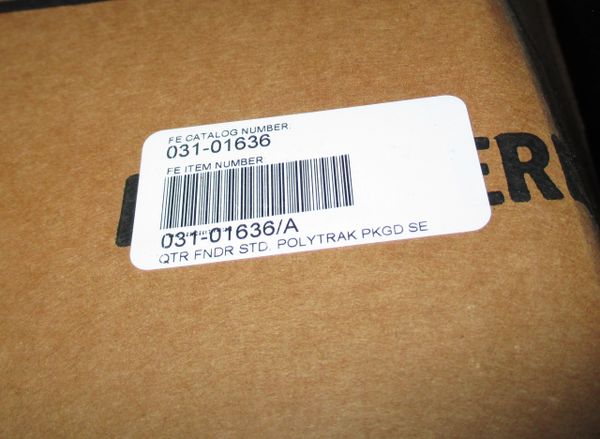 FE CATALOG NUMBER:
031-01636
FE ITEM NUMBER
031-01636/A
QTR FNDR STD. POLYTRAK PKGD SE